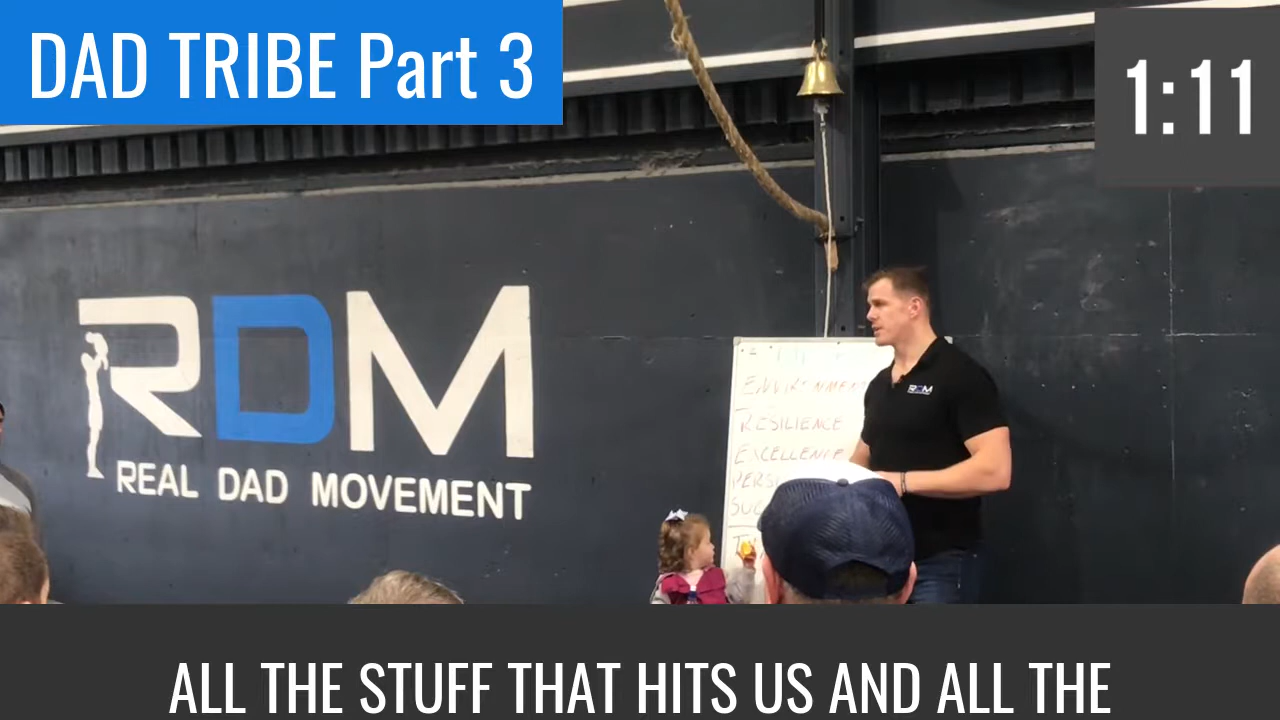 DAD TRIBE Part 3
1:11
RDM
REAL DAD MOVEMENT
RDM
ENVIRONMENT
RESILIENCE
EXCELLENCE
ALL THE STUFF THAT HITS US AND ALL THE